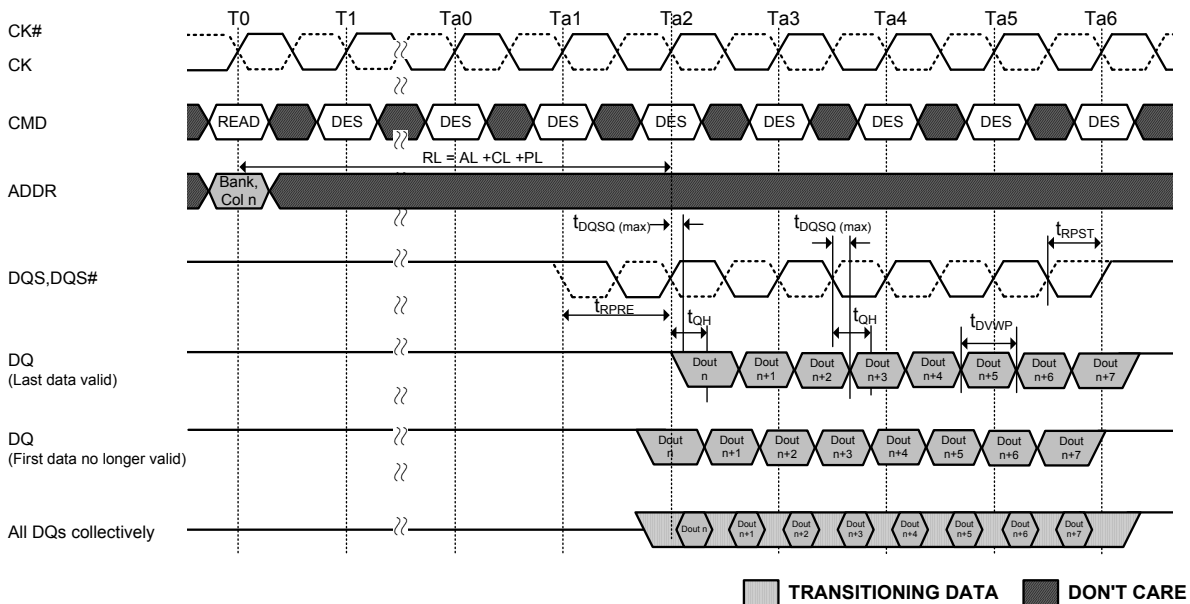 T0 T1 Ta0 Ta1 Ta2 Ta3 Ta4 Ta5 Ta6
CK#
CK
CMD READ DES DES DES DES DES DES DES DES
RL = AL +CL +PL
ADDR Bank, Col n
tDQSQ (max) tDQSQ (max) tRPST
DQS,DQS#
tRPRE tQH tQH tDVWP
DQ
(Last data valid)
Dout n Dout n+1 Dout n+2 Dout n+3 Dout n+4 Dout n+5 Dout n+6 Dout n+7
DQ
(First data no longer valid)
Dout n Dout n+1 Dout n+2 Dout n+3 Dout n+4 Dout n+5 Dout n+6 Dout n+7
All DQs collectively
Dout n Dout n+1 Dout n+2 Dout n+3 Dout n+4 Dout n+5 Dout n+6 Dout n+7
TRANSITIONING DATA DON'T CARE